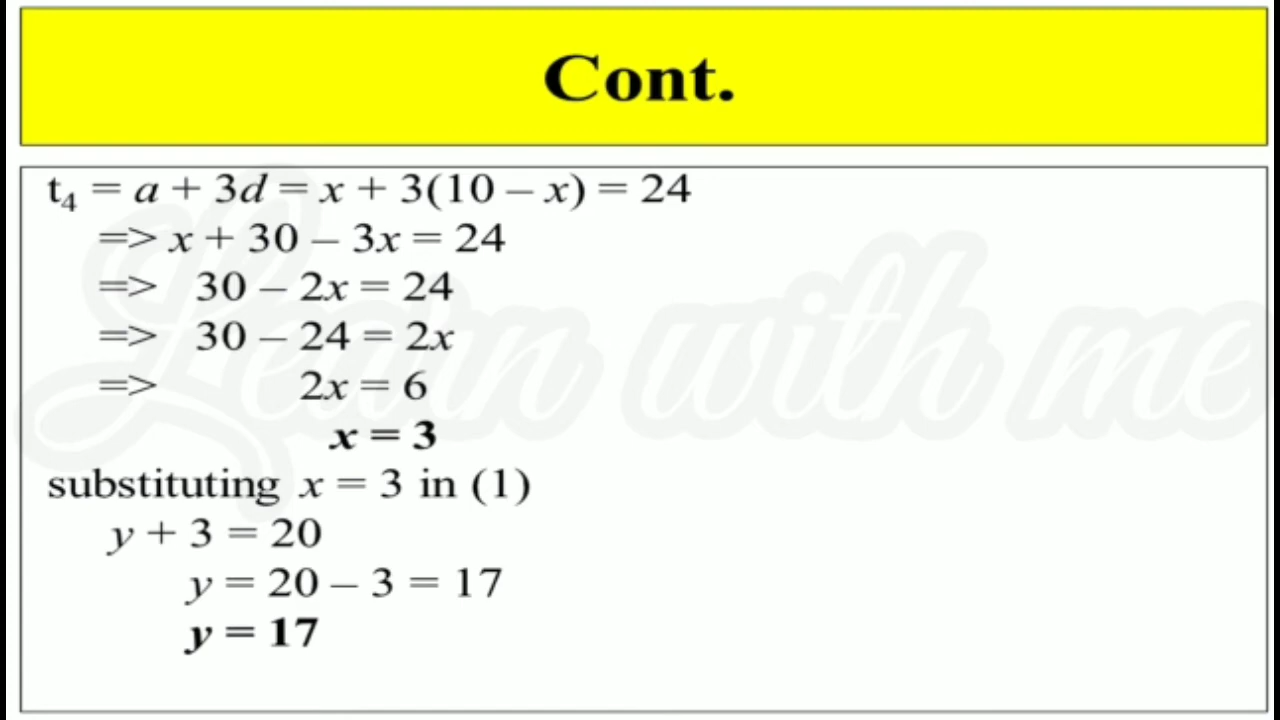 Cont.
t₄ = a + 3d = x + 3(10 – x) = 24
=> x + 30 – 3x = 24
=> 30 – 2x = 24
=> 30 – 24 = 2x
=> 2x = 6
x = 3
substituting x = 3 in (1)
y + 3 = 20
y = 20 – 3 = 17
y = 17
Learn with me